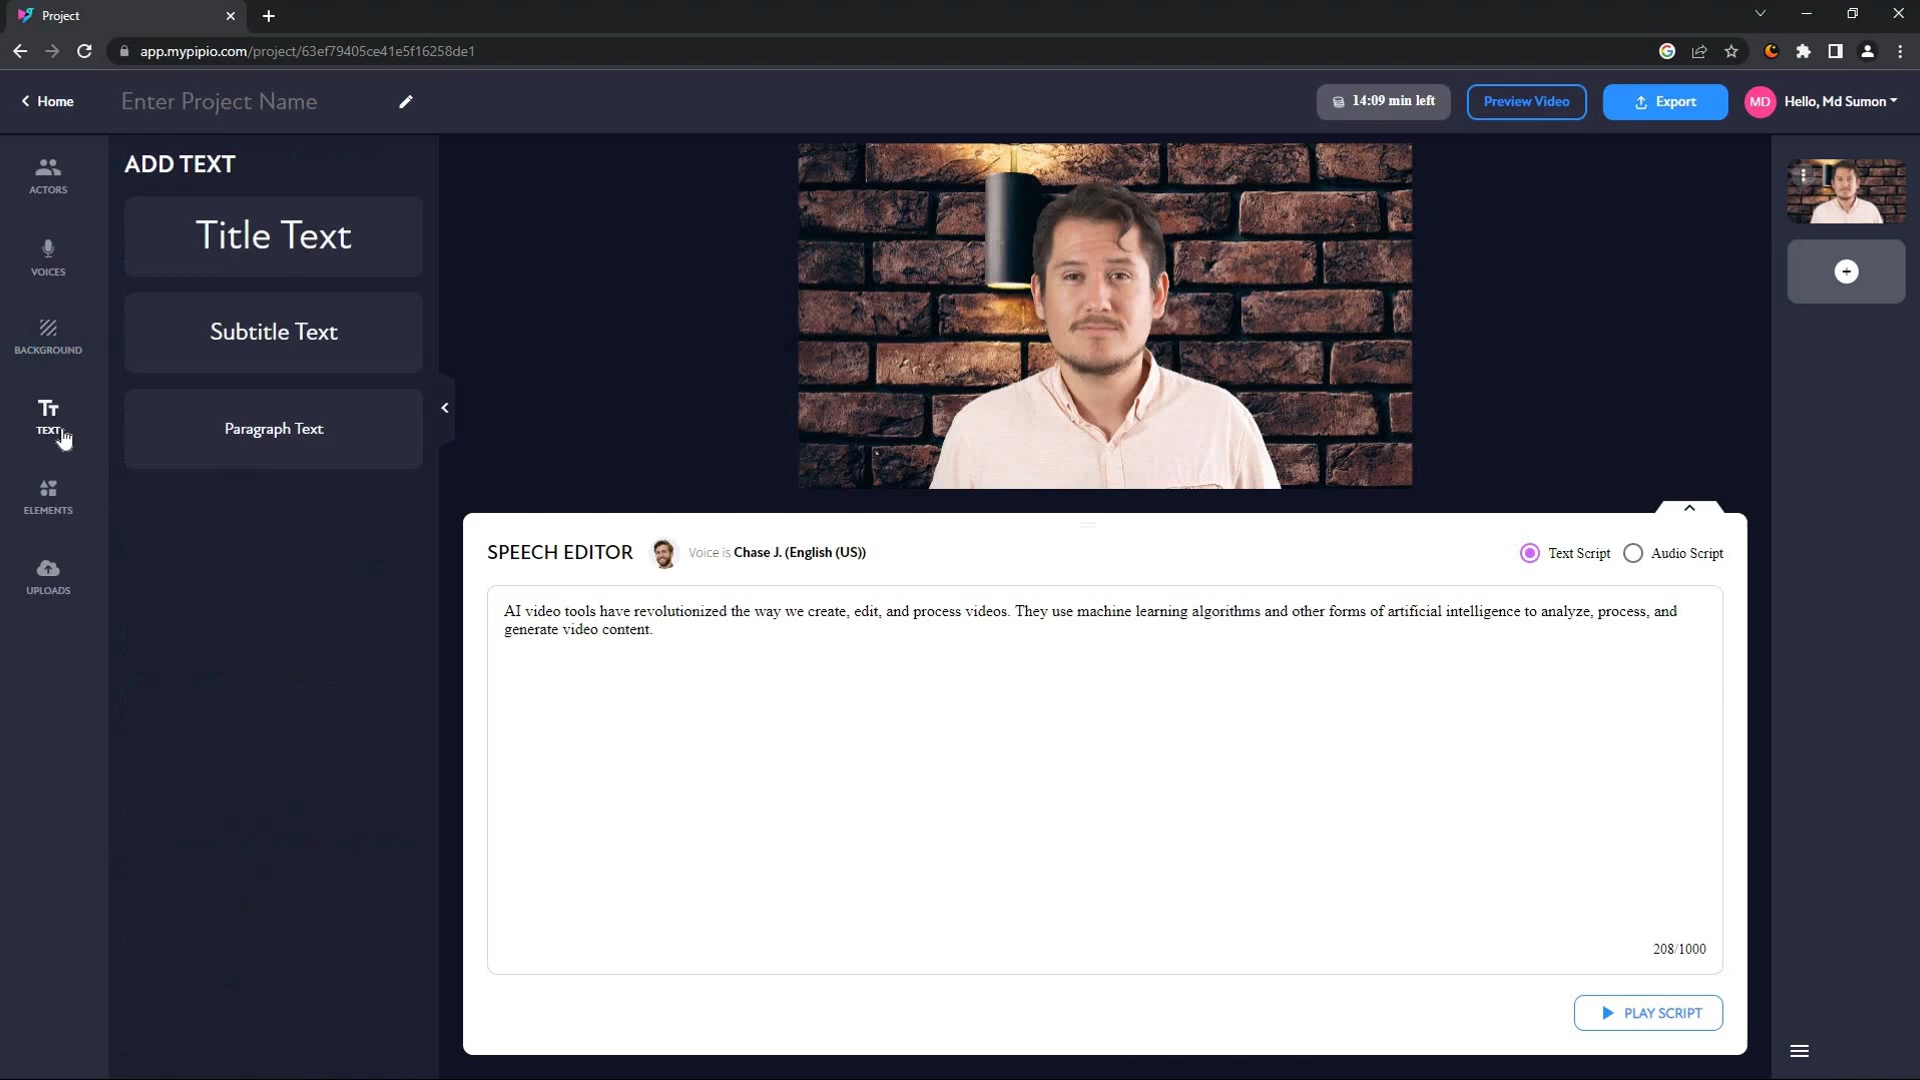 Project
app.mypipio.com/project/63ef79405ce41e5f16258de1
Home
Enter Project Name
14:09 min left
Preview Video
Export
MD
Hello, Md Sumon
ACTORS
VOICES
BACKGROUND
TEXT
ELEMENTS
UPLOADS
ADD TEXT
Title Text
Subtitle Text
Paragraph Text
SPEECH EDITOR
Voice is Chase J. (English (US))
Text Script
Audio Script
AI video tools have revolutionized the way we create, edit, and process videos. They use machine learning algorithms and other forms of artificial intelligence to analyze, process, and
generate video content.
208/1000
PLAY SCRIPT